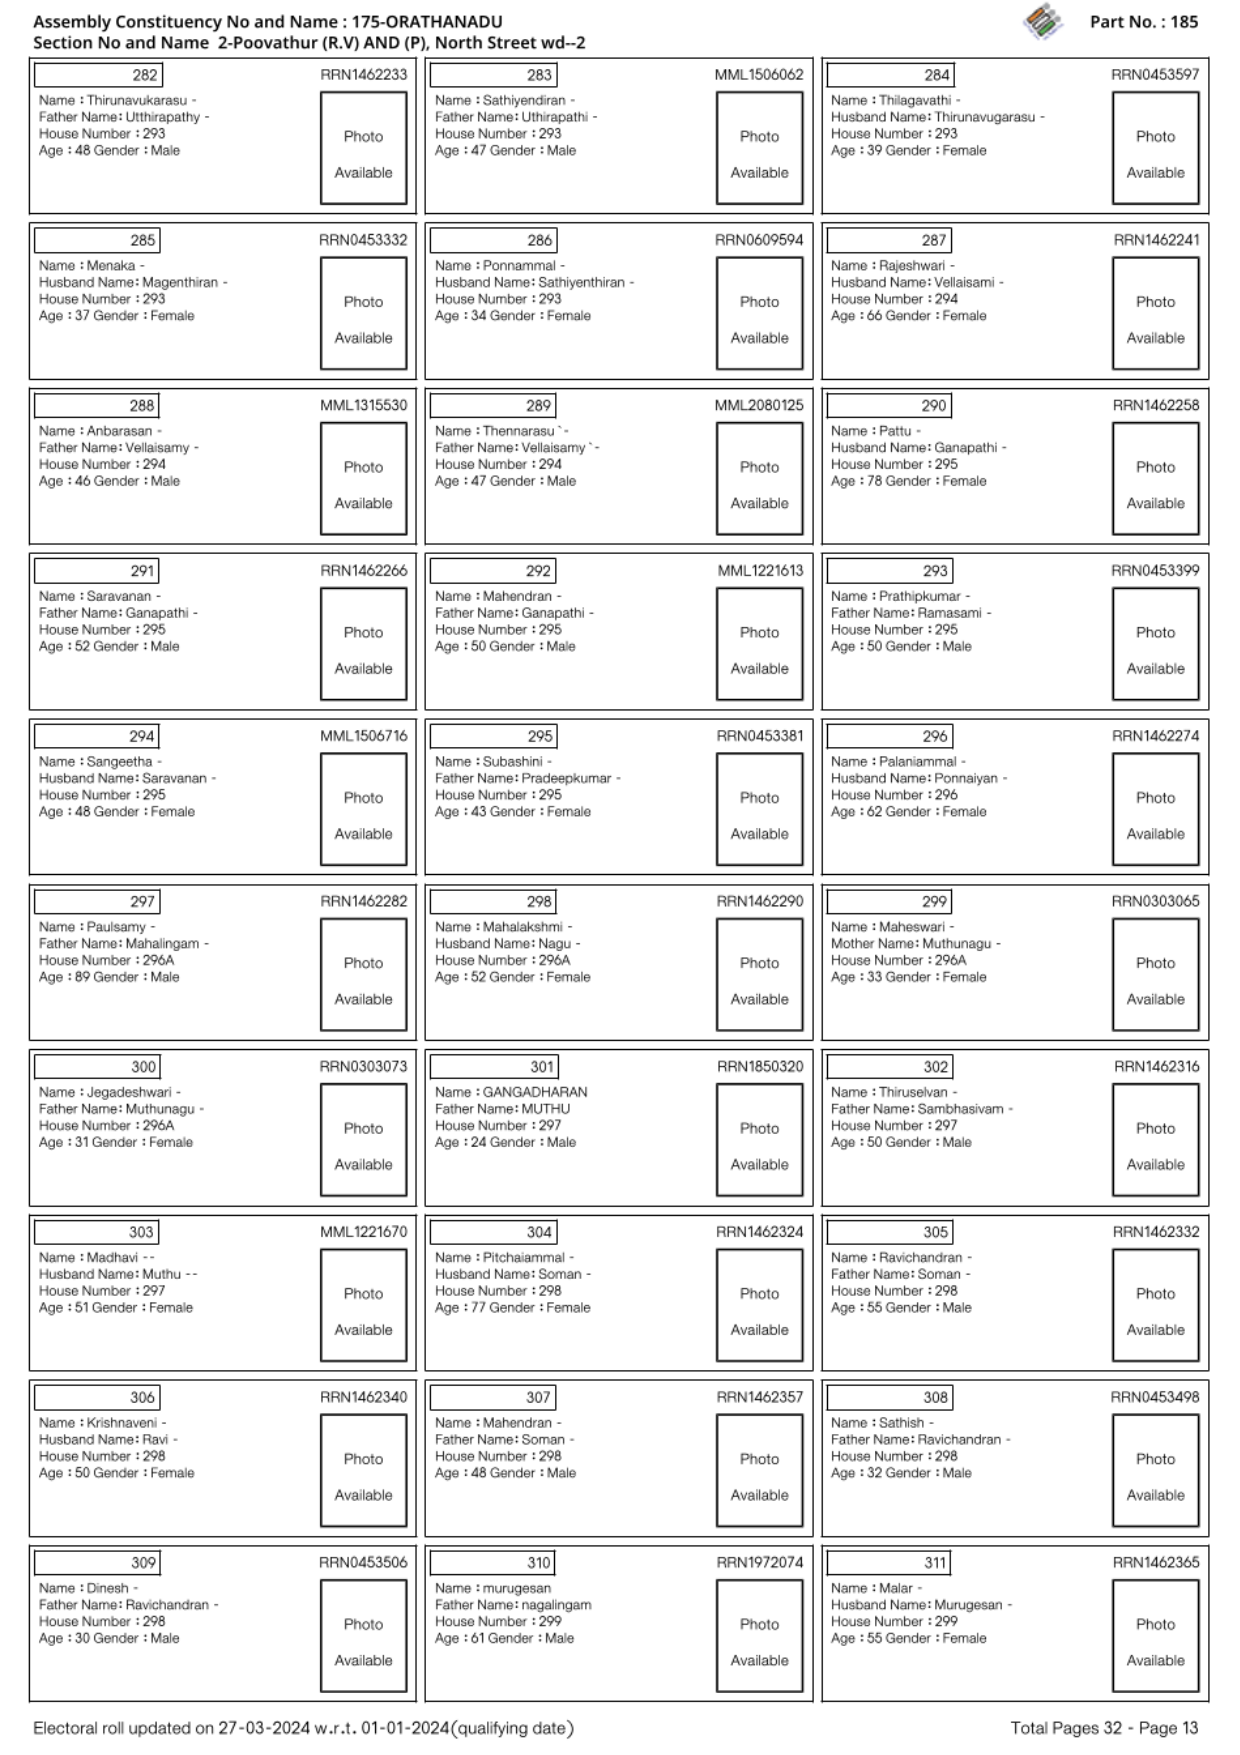 Assembly Constituency No and Name : 175-ORATHANADU
Part No. : 185
Section No and Name 2-Poovathur (R.V) AND (P), North Street wd--2
282 RRN1462233
Name : Thirunavukarasu -
Father Name: Utthirapathy -
House Number : 293
Age : 48 Gender : Male
Photo
Available
283 MML1506062
Name : Sathiyendiran -
Father Name: Uthirapathi -
House Number : 293
Age : 47 Gender : Male
Photo
Available
284 RRN0453597
Name : Thilagavathi -
Husband Name: Thirunavugarasu -
House Number : 293
Age : 39 Gender : Female
Photo
Available
285 RRN0453332
Name : Menaka -
Husband Name: Magenthiran -
House Number : 293
Age : 37 Gender : Female
Photo
Available
286 RRN0609594
Name : Ponnammal -
Husband Name: Sathiyenthiran -
House Number : 293
Age : 34 Gender : Female
Photo
Available
287 RRN1462241
Name : Rajeshwari -
Husband Name: Vellaisami -
House Number : 294
Age : 66 Gender : Female
Photo
Available
288 MML1315530
Name : Anbarasan -
Father Name: Vellaisamy -
House Number : 294
Age : 46 Gender : Male
Photo
Available
289 MML2080125
Name : Thennarasu `-
Father Name: Vellaisamy `-
House Number : 294
Age : 47 Gender : Male
Photo
Available
290 RRN1462258
Name : Pattu -
Husband Name: Ganapathi -
House Number : 295
Age : 78 Gender : Female
Photo
Available
291 RRN1462266
Name : Saravanan -
Father Name: Ganapathi -
House Number : 295
Age : 52 Gender : Male
Photo
Available
292 MML1221613
Name : Mahendran -
Father Name: Ganapathi -
House Number : 295
Age : 50 Gender : Male
Photo
Available
293 RRN0453399
Name : Prathipkumar -
Father Name: Ramasami -
House Number : 295
Age : 50 Gender : Male
Photo
Available
294 MML1506716
Name : Sangeetha -
Husband Name: Saravanan -
House Number : 295
Age : 48 Gender : Female
Photo
Available
295 RRN0453381
Name : Subashini -
Father Name: Pradeepkumar -
House Number : 295
Age : 43 Gender : Female
Photo
Available
296 RRN1462274
Name : Palaniammal -
Husband Name: Ponnaiyan -
House Number : 296
Age : 62 Gender : Female
Photo
Available
297 RRN1462282
Name : Paulsamy -
Father Name: Mahalingam -
House Number : 296A
Age : 89 Gender : Male
Photo
Available
298 RRN1462290
Name : Mahalakshmi -
Husband Name: Nagu -
House Number : 296A
Age : 52 Gender : Female
Photo
Available
299 RRN0303065
Name : Maheswari -
Mother Name: Muthunagu -
House Number : 296A
Age : 33 Gender : Female
Photo
Available
300 RRN0303073
Name : Jegadeshwari -
Father Name: Muthunagu -
House Number : 296A
Age : 31 Gender : Female
Photo
Available
301 RRN1850320
Name : GANGADHARAN
Father Name: MUTHU
House Number : 297
Age : 24 Gender : Male
Photo
Available
302 RRN1462316
Name : Thiruselvan -
Father Name: Sambhasivam -
House Number : 297
Age : 50 Gender : Male
Photo
Available
303 MML1221670
Name : Madhavi --
Husband Name: Muthu --
House Number : 297
Age : 51 Gender : Female
Photo
Available
304 RRN1462324
Name : Pitchaiammal -
Husband Name: Soman -
House Number : 298
Age : 77 Gender : Female
Photo
Available
305 RRN1462332
Name : Ravichandran -
Father Name: Soman -
House Number : 298
Age : 55 Gender : Male
Photo
Available
306 RRN1462340
Name : Krishnaveni -
Husband Name: Ravi -
House Number : 298
Age : 50 Gender : Female
Photo
Available
307 RRN1462357
Name : Mahendran -
Father Name: Soman -
House Number : 298
Age : 48 Gender : Male
Photo
Available
308 RRN0453498
Name : Sathish -
Father Name: Ravichandran -
House Number : 298
Age : 32 Gender : Male
Photo
Available
309 RRN0453506
Name : Dinesh -
Father Name: Ravichandran -
House Number : 298
Age : 30 Gender : Male
Photo
Available
310 RRN1972074
Name : murugesan
Father Name: nagalingam
House Number : 299
Age : 61 Gender : Male
Photo
Available
311 RRN1462365
Name : Malar -
Husband Name: Murugesan -
House Number : 299
Age : 55 Gender : Female
Photo
Available
Electoral roll updated on 27-03-2024 w.r.t. 01-01-2024(qualifying date)
Total Pages 32 - Page 13